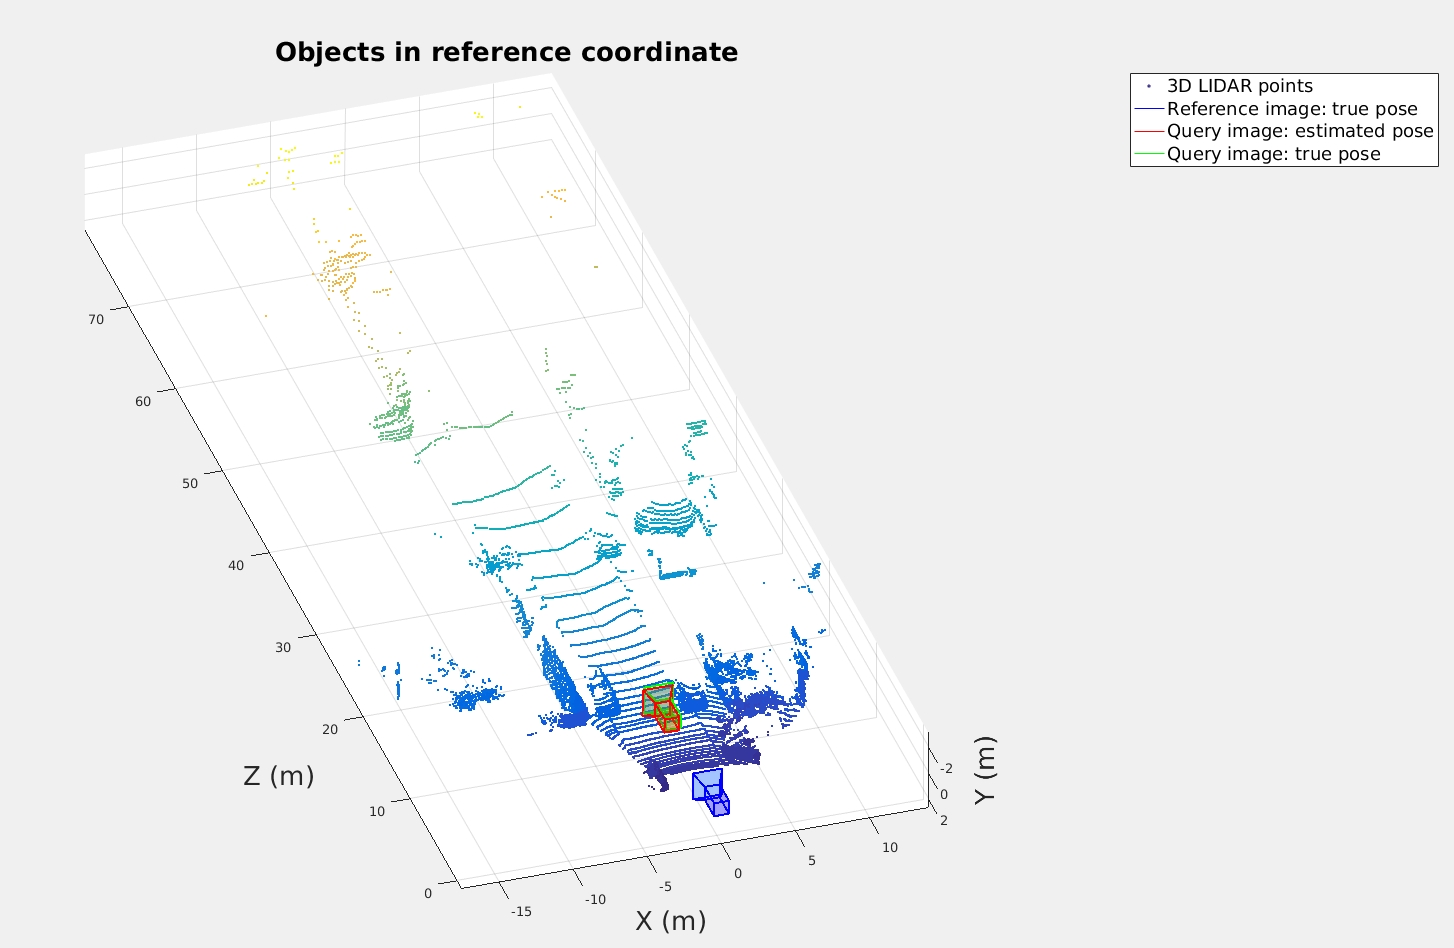 Objects in reference coordinate
3D LIDAR points
Reference image: true pose
Query image: estimated pose
Query image: true pose
70
60
50
40
30
20
10
0
Z (m)
-15
-10
-5
0
5
10
X (m)
-2
0
2
Y (m)